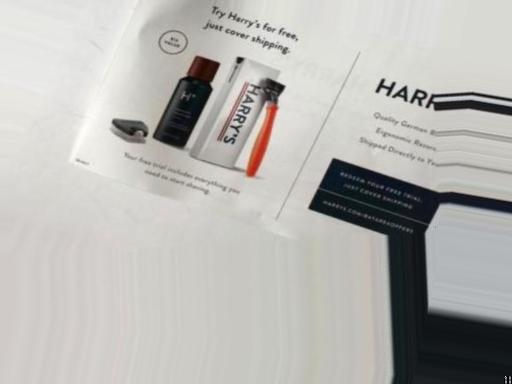 Try Harry's for free,
just cover shipping.
H'
HARRY'S
Your free trial includes everything you
need to start shaving.
HARR
Quality German
Ergonomic Razors.
Shipped Directly to You
REDEEM YOUR FREE TRIAL,
JUST COVER SHIPPING